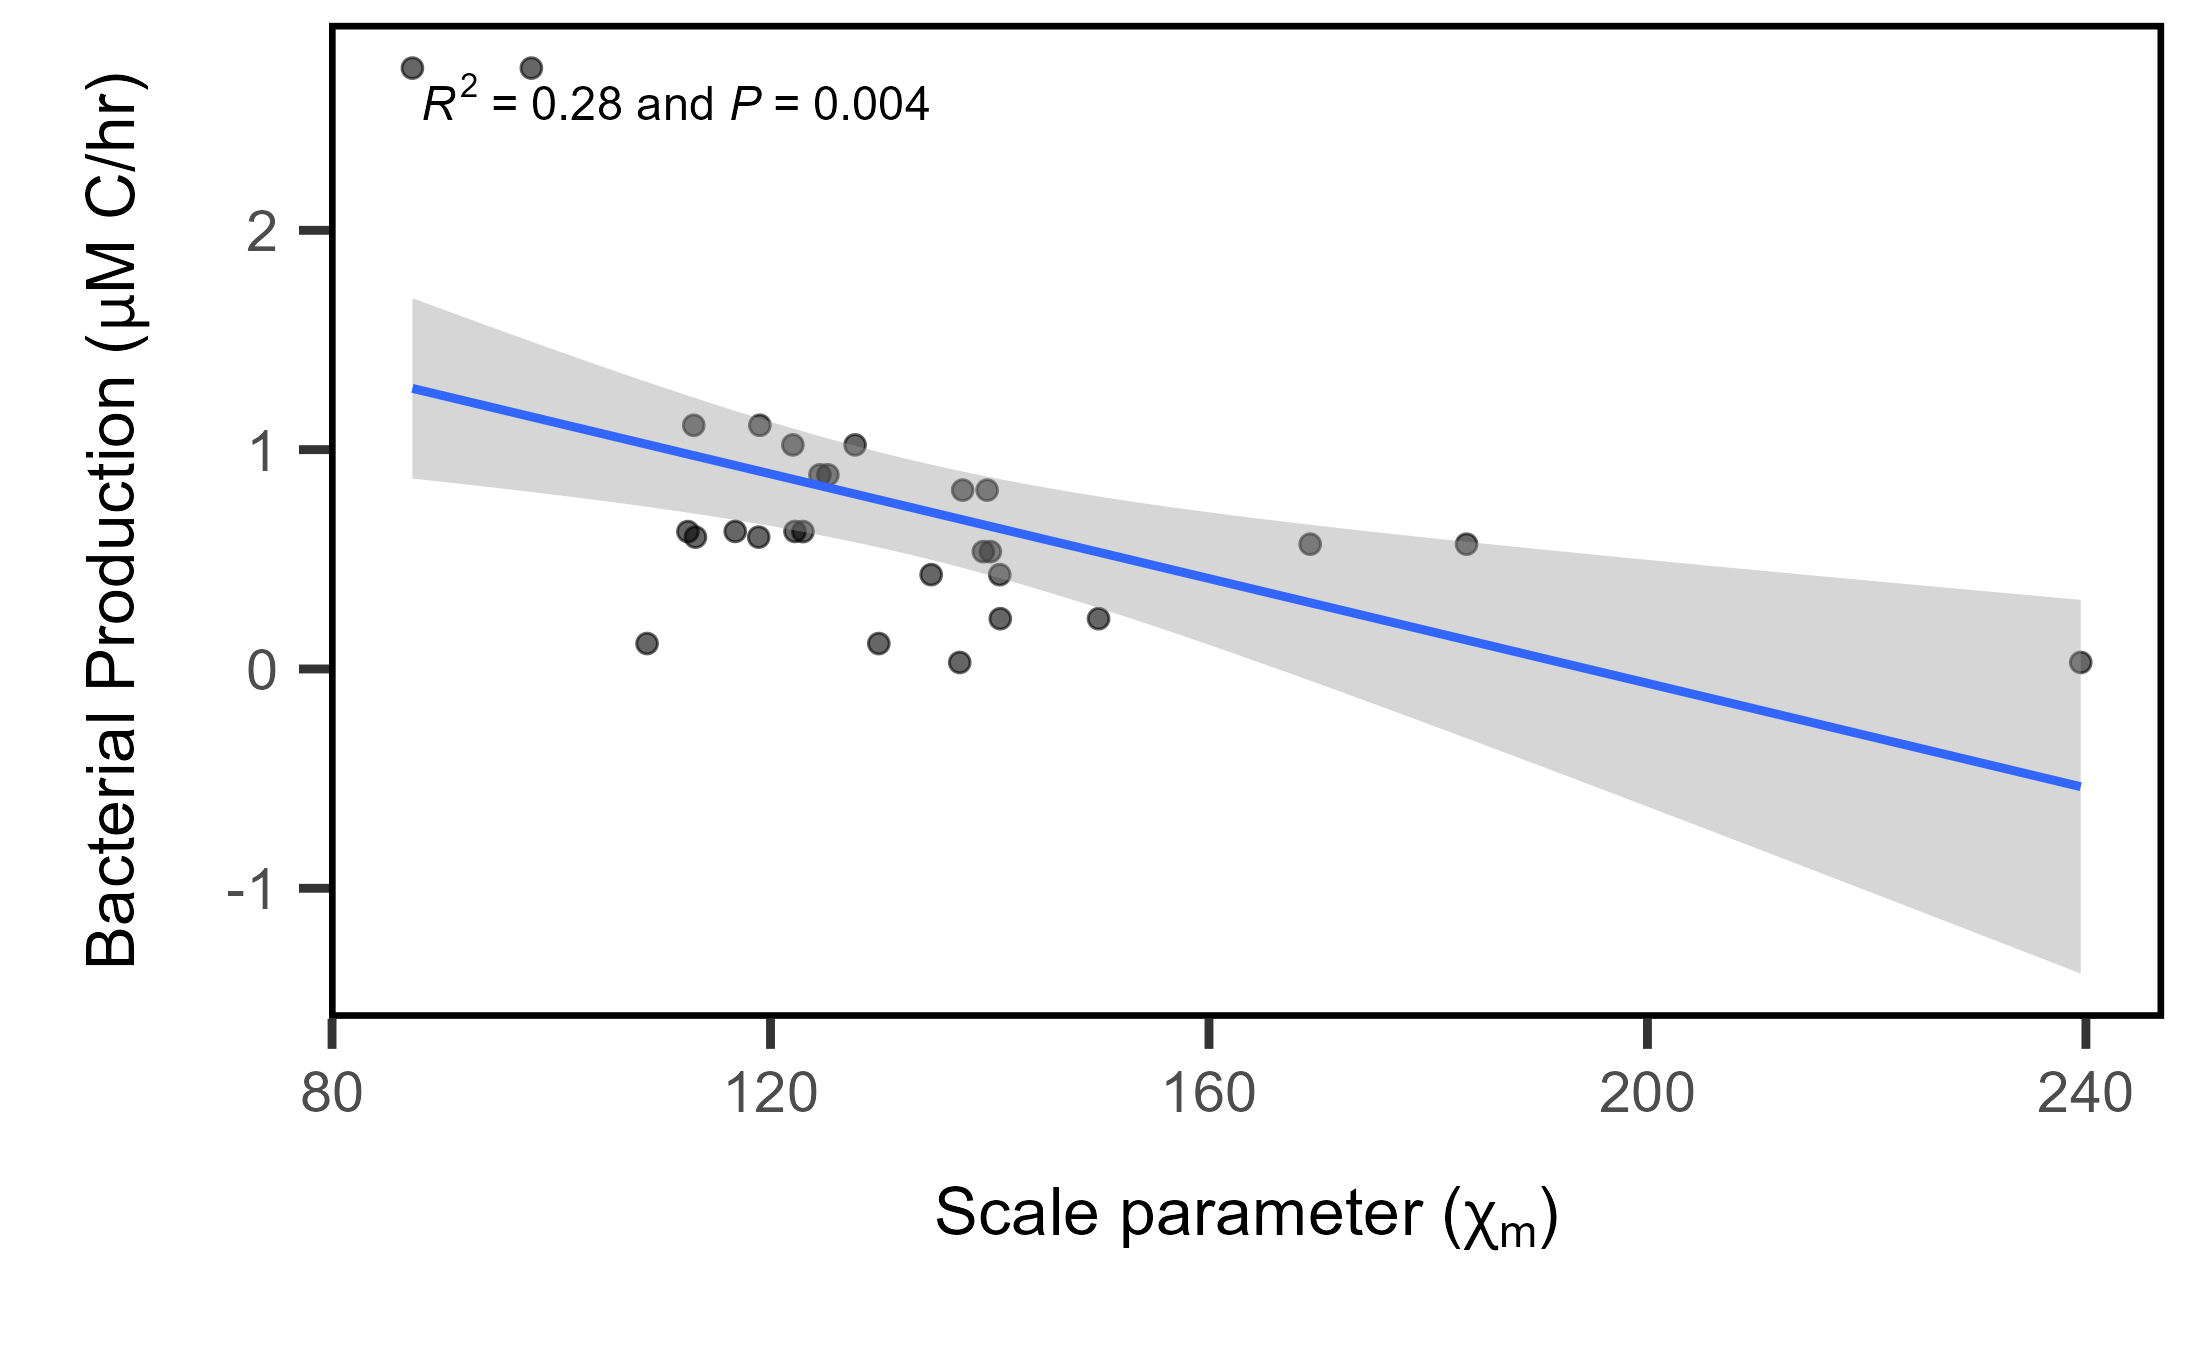 Bacterial Production (µM C/hr)
R² = 0.28 and P = 0.004
2
1
0
-1
80 120 160 200 240
Scale parameter (χₘ)